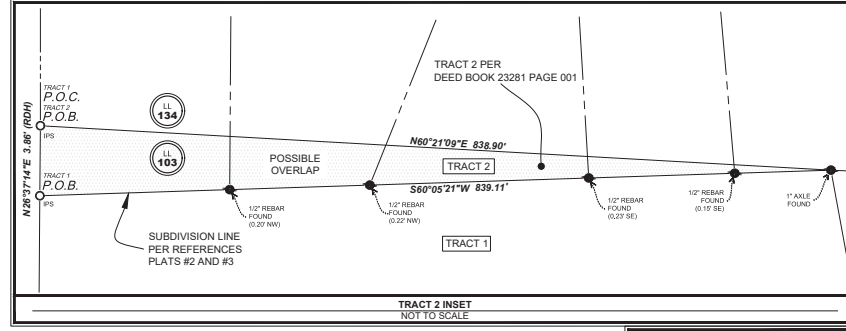 TRACT 2 PER
DEED BOOK 23281 PAGE 001
TRACT 1
P.O.C.
TRACT 2
P.O.B.
IPS
LL
134
N26°37'14"E 3.86' (RDH)
N60°21'09"E 838.90'
LL
103
POSSIBLE
OVERLAP
TRACT 2
S60°05'21"W 839.11'
TRACT 1
P.O.B.
IPS
1/2" REBAR
FOUND
(0.20' NW)
1/2" REBAR
FOUND
(0.22' NW)
1/2" REBAR
FOUND
(0.23' SE)
1/2" REBAR
FOUND
(0.15' SE)
1" AXLE
FOUND
SUBDIVISION LINE
PER REFERENCES
PLATS #2 AND #3
TRACT 1
TRACT 2 INSET
NOT TO SCALE